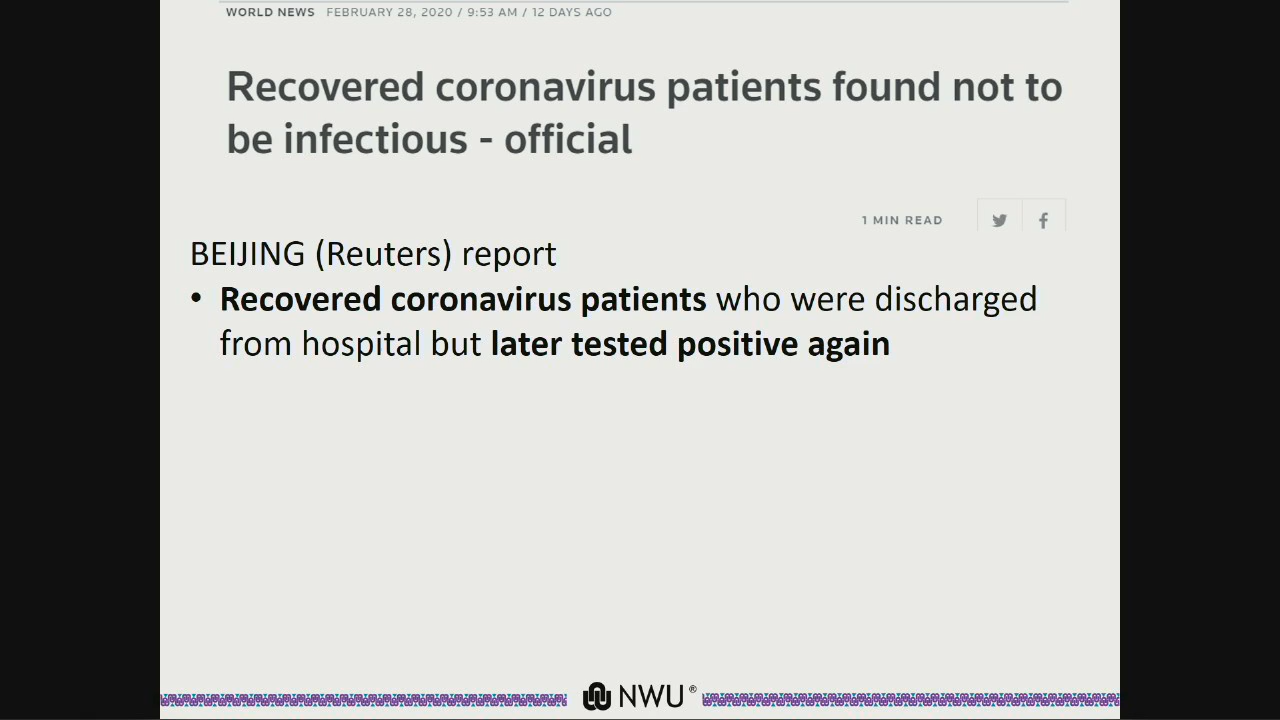 WORLD NEWS FEBRUARY 28, 2020 / 9:53 AM / 12 DAYS AGO
Recovered coronavirus patients found not to
be infectious - official
1 MIN READ
BEIJING (Reuters) report
• Recovered coronavirus patients who were discharged
from hospital but later tested positive again
NWU®